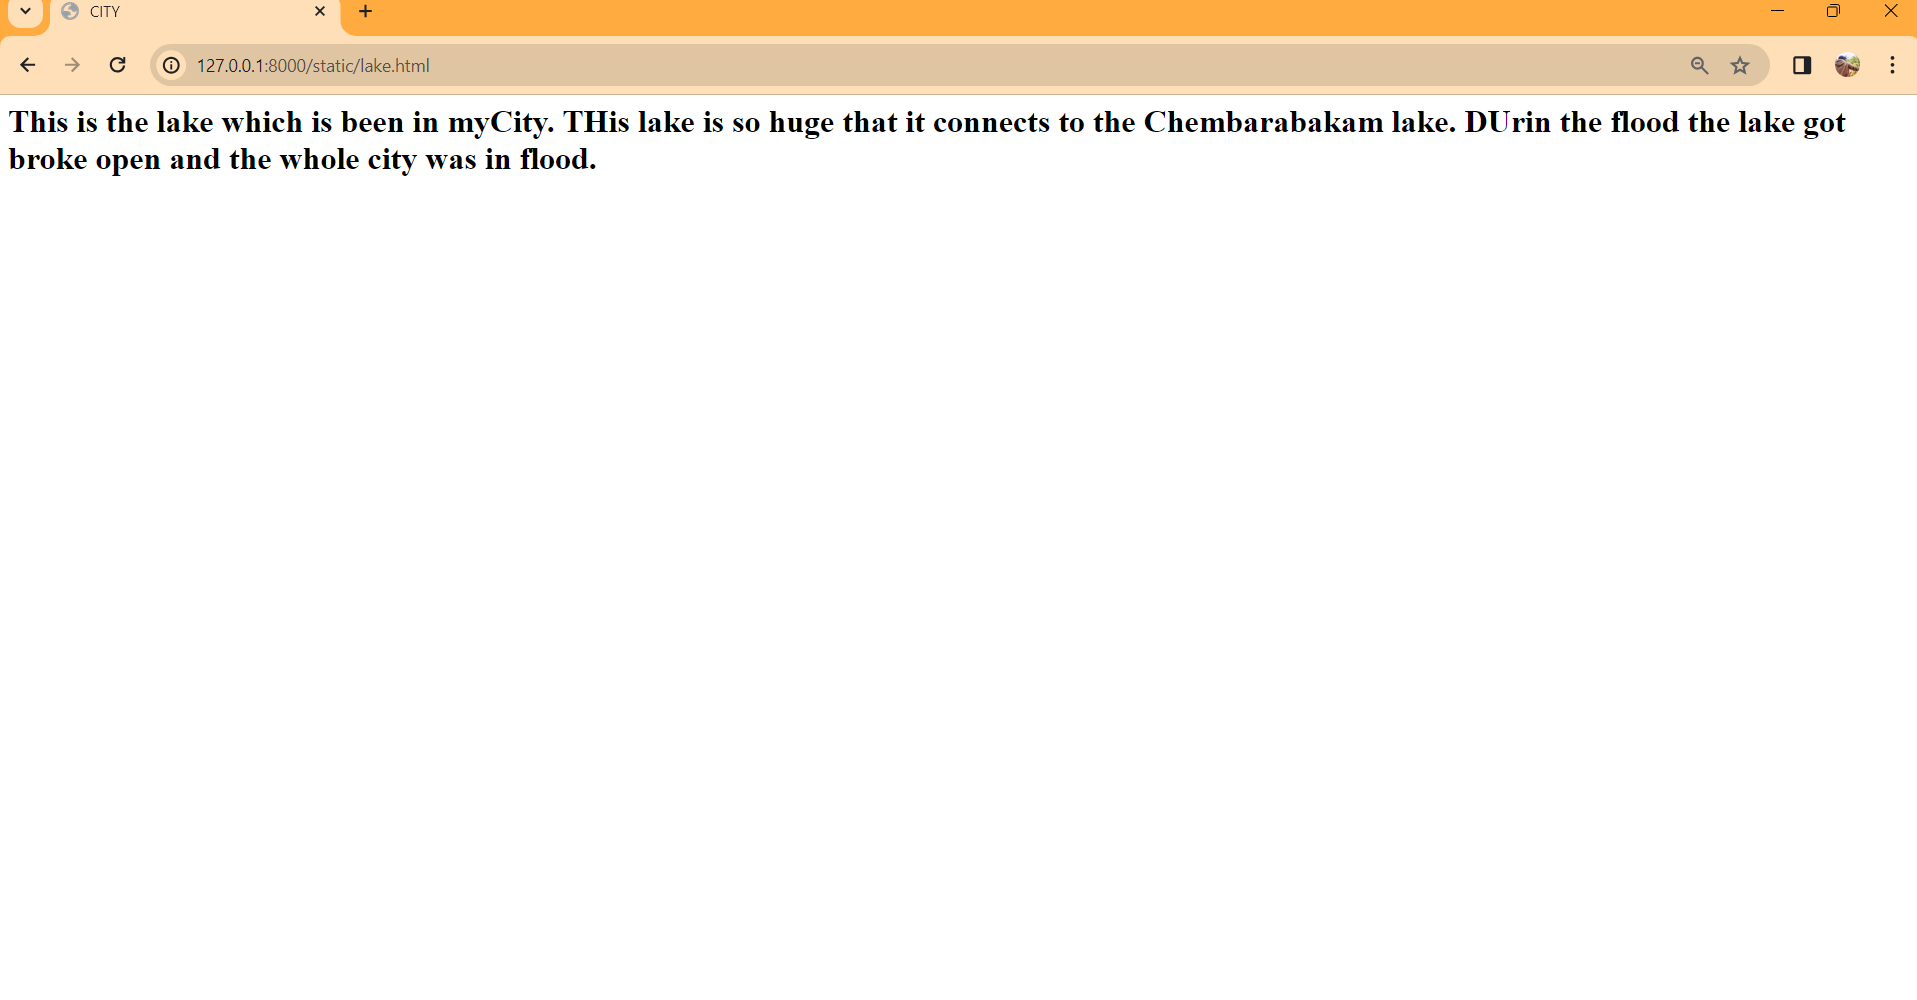 CITY
127.0.0.1:8000/static/lake.html
This is the lake which is been in myCity. THis lake is so huge that it connects to the Chembarabakam lake. DUrin the flood the lake got
broke open and the whole city was in flood.